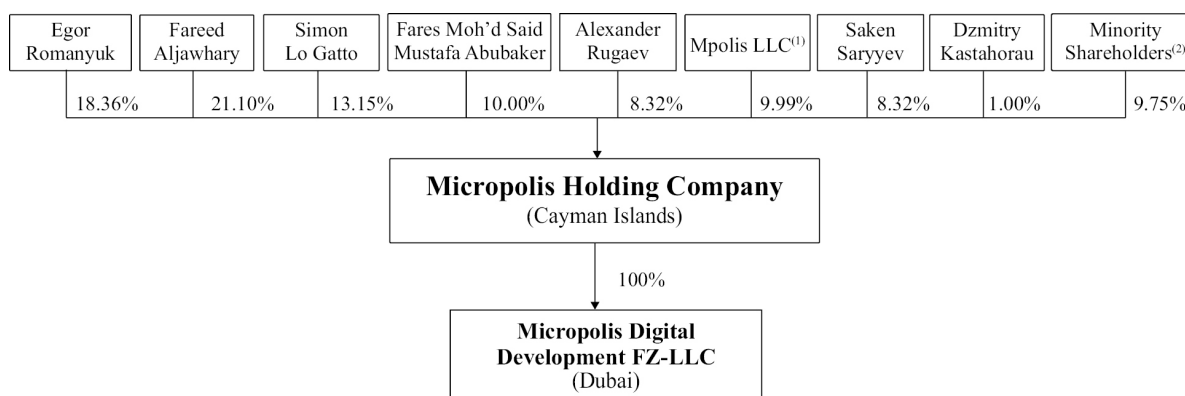 Egor
Romanyuk
Fareed
Aljawhary
Simon
Lo Gatto
Fares Moh’d Said
Mustafa Abubaker
Alexander
Rugaev
Mpolis LLC(1)
Saken
Saryyev
Dzmitry
Kastahorau
Minority
Shareholders(2)
18.36%
21.10%
13.15%
10.00%
8.32%
9.99%
8.32%
1.00%
9.75%
Micropolis Holding Company
(Cayman Islands)
100%
Micropolis Digital
Development FZ-LLC
(Dubai)